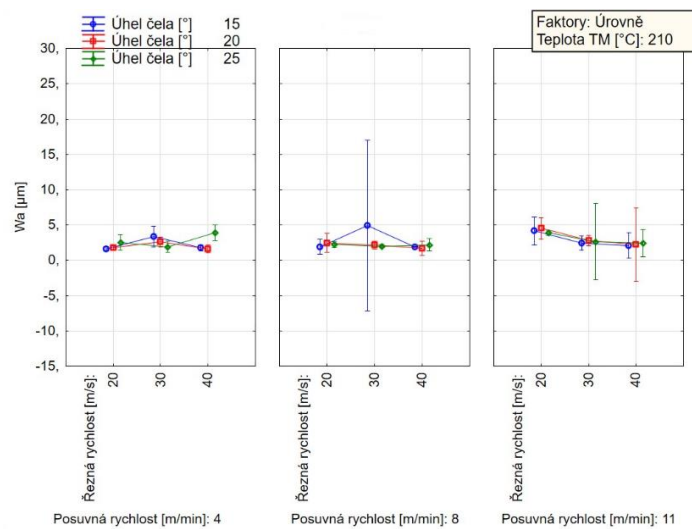 Úhel čela [°] 15
Úhel čela [°] 20
Úhel čela [°] 25
Faktory: Úrovně
Teplota TM [°C]: 210
30,
25,
20,
15,
10,
5,
0,
-5,
-10,
-15,
Wa [µm]
Řezná rychlost [m/s]:
20
30
40
Řezná rychlost [m/s]:
20
30
40
Řezná rychlost [m/s]:
20
30
40
Posuvná rychlost [m/min]: 4
Posuvná rychlost [m/min]: 8
Posuvná rychlost [m/min]: 11